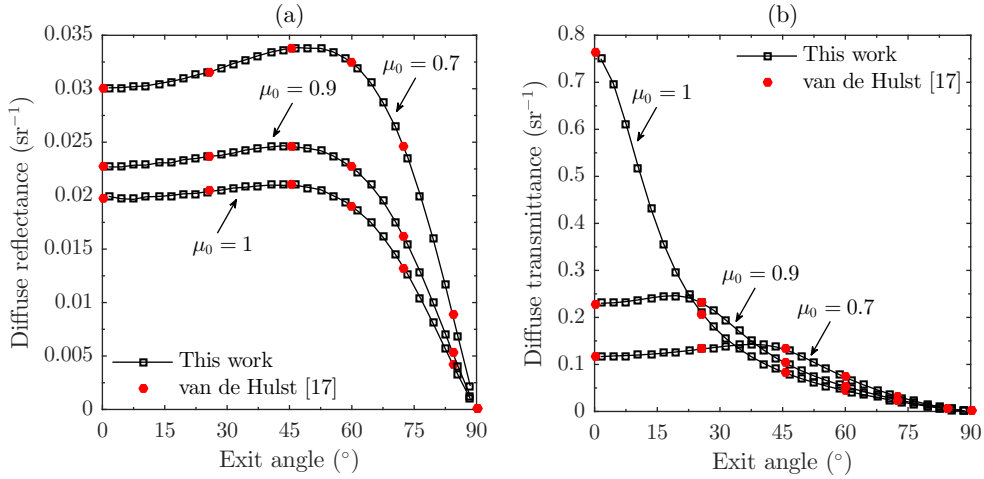 (a)
Diffuse reflectance (sr⁻¹)
0.035
0.03
0.025
0.02
0.015
0.01
0.005
0
μ₀ = 0.7
μ₀ = 0.9
μ₀ = 1
This work
van de Hulst [17]
0 15 30 45 60 75 90
Exit angle (°)
(b)
Diffuse transmittance (sr⁻¹)
0.8
0.7
0.6
0.5
0.4
0.3
0.2
0.1
0
This work
van de Hulst [17]
μ₀ = 1
μ₀ = 0.9
μ₀ = 0.7
0 15 30 45 60 75 90
Exit angle (°)